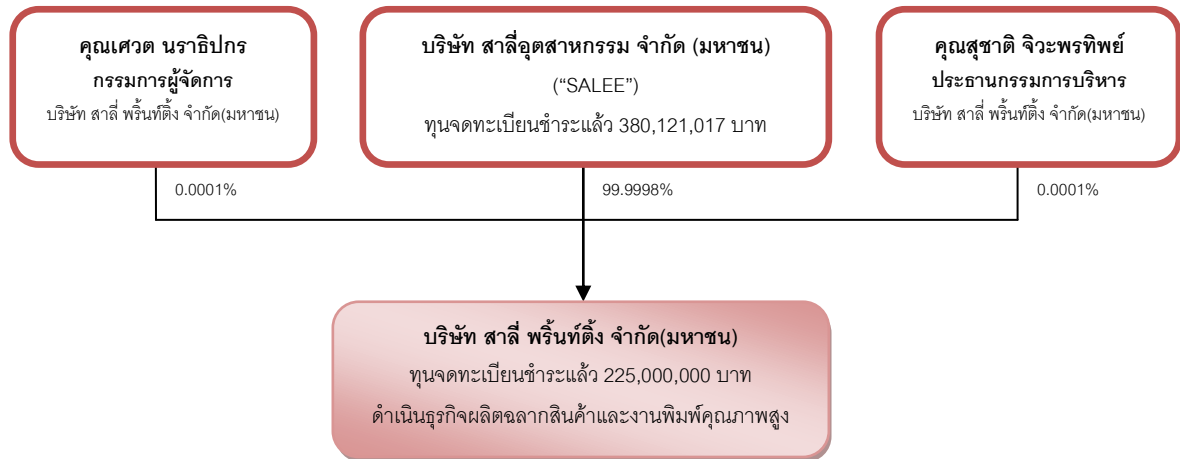 คุณเศวต นราธิปกร
กรรมการผู้จัดการ
บริษัท สาลี่ พริ้นท์ติ้ง จำกัด(มหาชน)
บริษัท สาลี่อุตสาหกรรม จำกัด (มหาชน)
(“SALEE”)
ทุนจดทะเบียนชำระแล้ว 380,121,017 บาท
คุณสุชาติ จิวะพรทิพย์
ประธานกรรมการบริหาร
บริษัท สาลี่ พริ้นท์ติ้ง จำกัด(มหาชน)
0.0001%
99.9998%
0.0001%
บริษัท สาลี่ พริ้นท์ติ้ง จำกัด(มหาชน)
ทุนจดทะเบียนชำระแล้ว 225,000,000 บาท
ดำเนินธุรกิจผลิตฉลากสินค้าและงานพิมพ์คุณภาพสูง